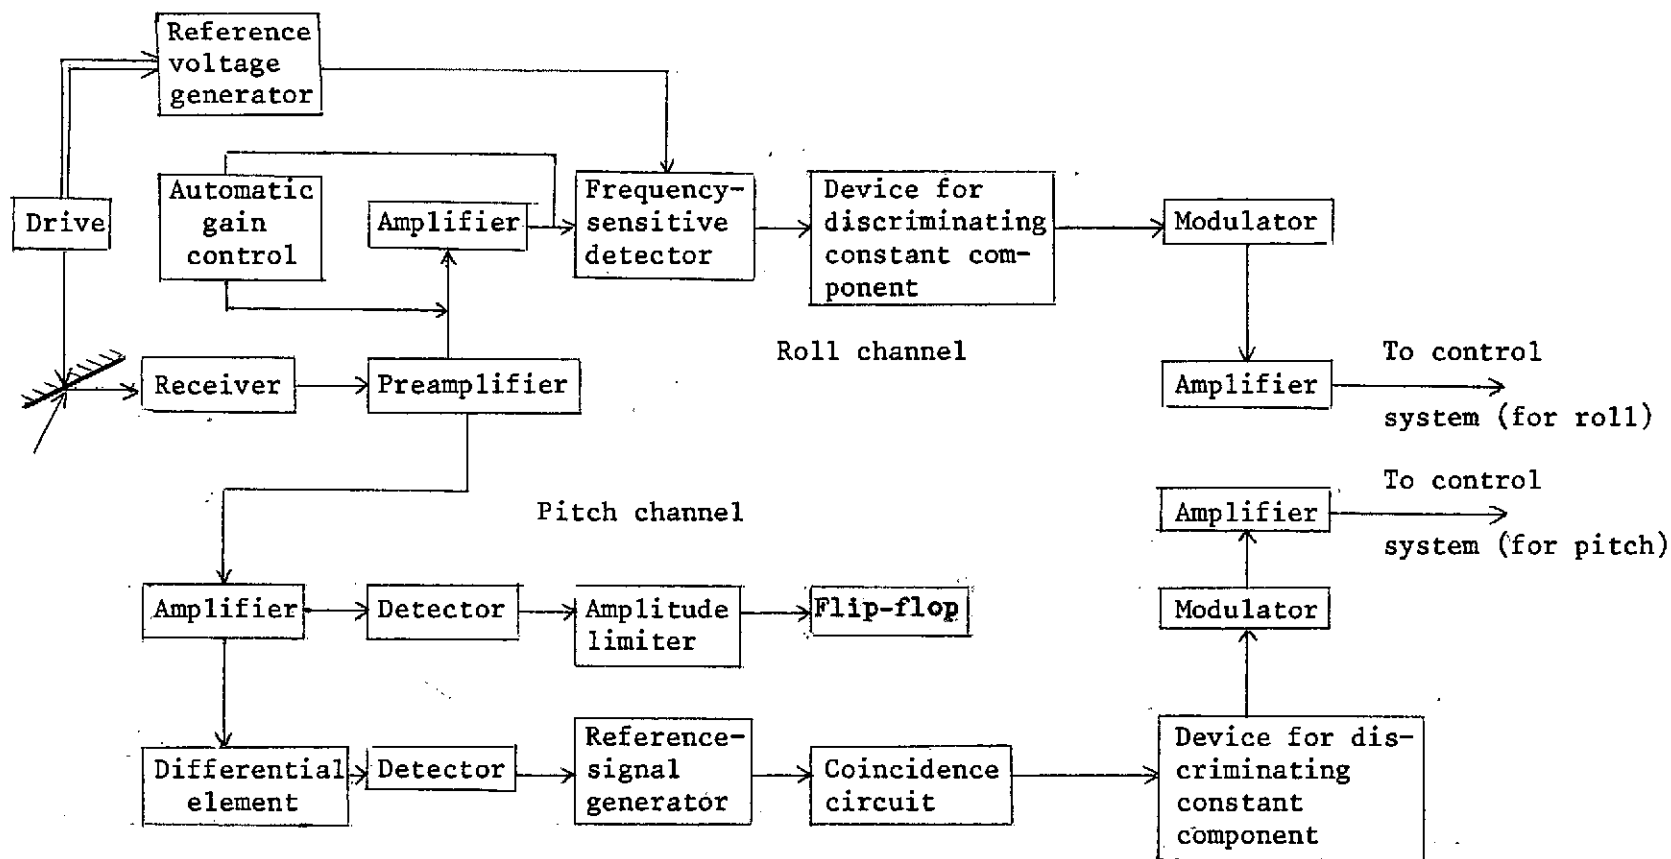 Reference
voltage
generator
Drive
Automatic
gain
control
Amplifier
Frequency-
sensitive
detector
Device for
discriminating
constant com-
ponent
Modulator
Roll channel
Receiver
Preamplifier
Amplifier
To control
system (for roll)
Pitch channel
Amplifier
To control
system (for pitch)
Amplifier
Detector
Amplitude
limiter
Flip-flop
Modulator
Differential
element
Detector
Reference-
signal
generator
Coincidence
circuit
Device for dis-
criminating
constant
component